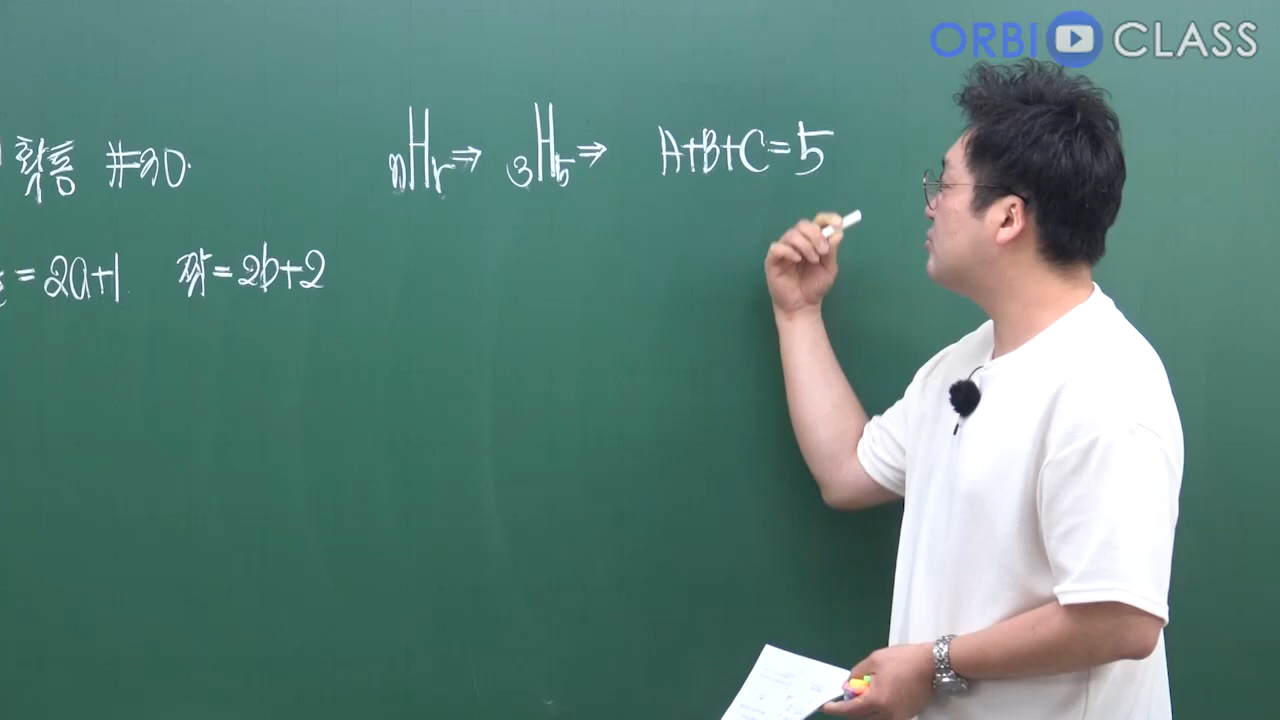 ORBI CLASS
확통 #30.
nHr ⇒ 3H5 ⇒ A+B+C=5
=2a+1 짝=2b+2